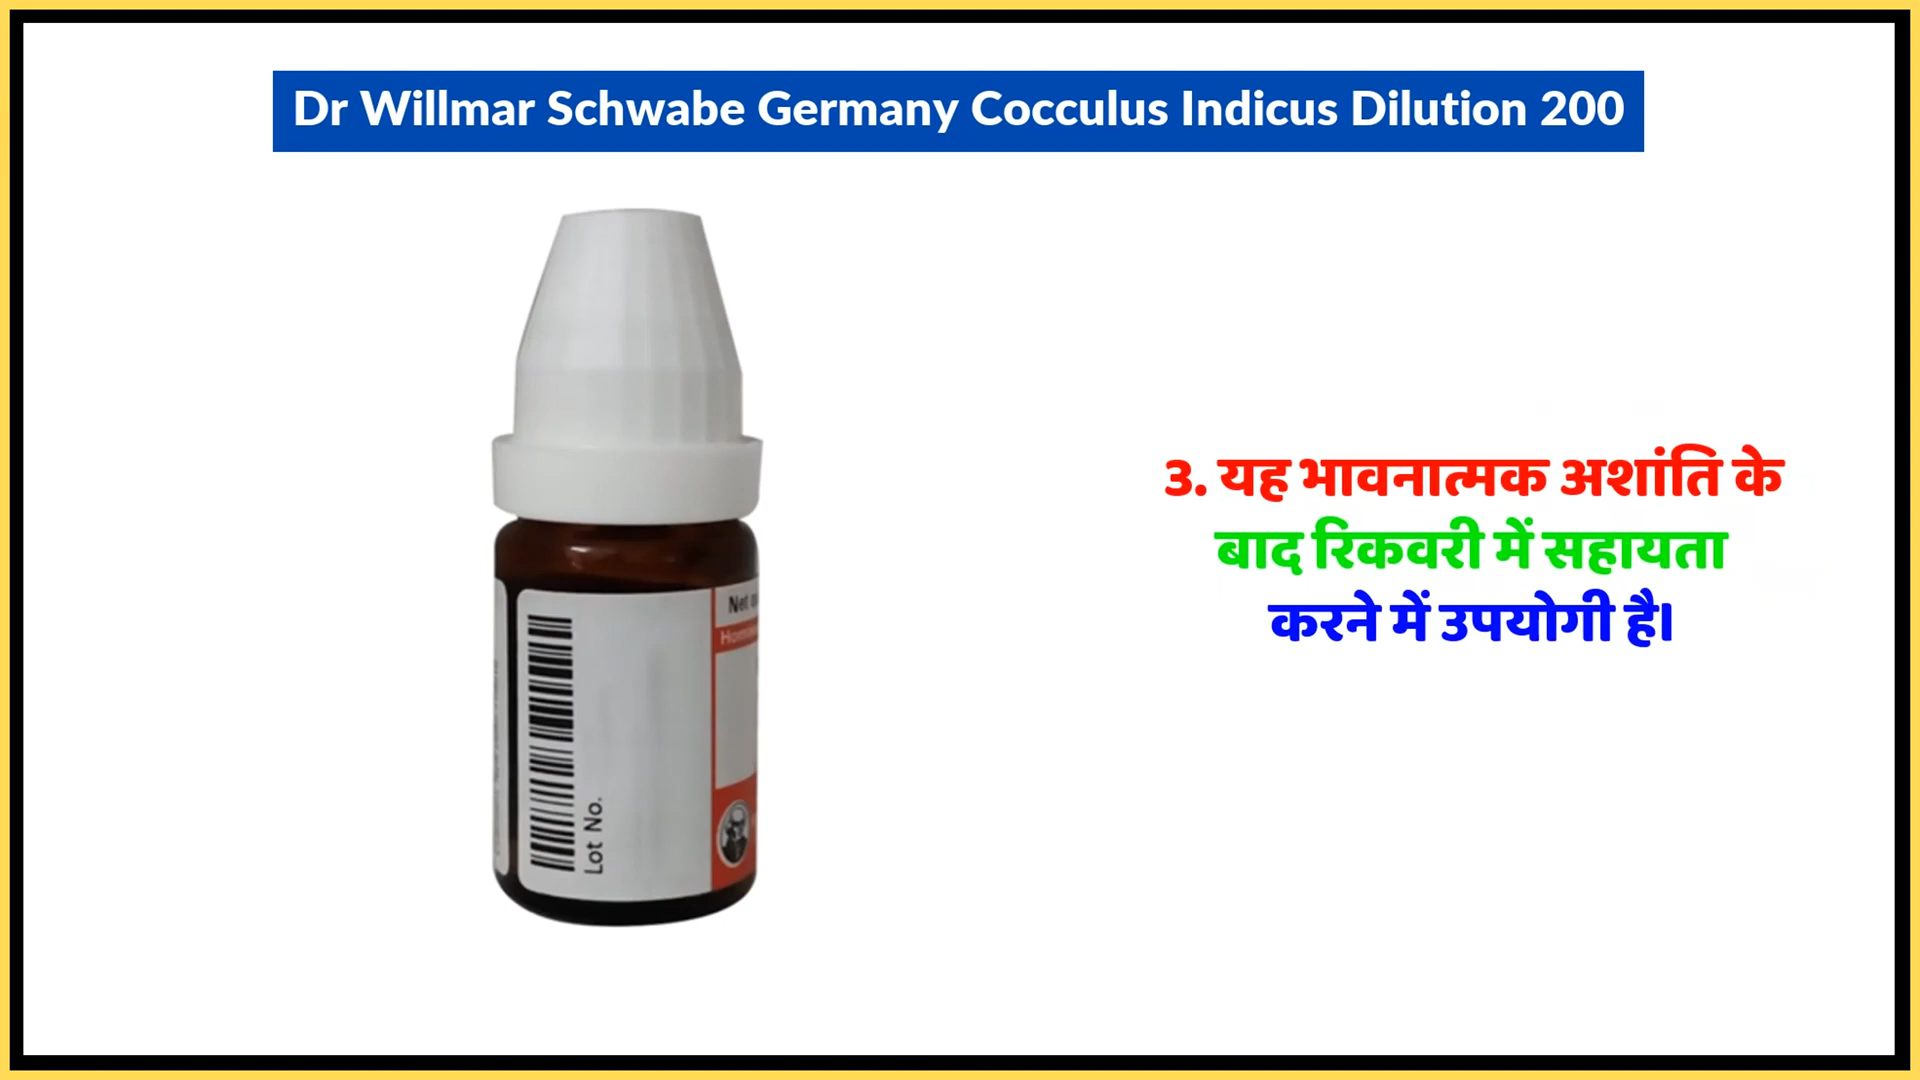 Dr Willmar Schwabe Germany Cocculus Indicus Dilution 200
3. यह भावनात्मक अशांति के
बाद रिकवरी में सहायता
करने में उपयोगी है।
Net
Lot No.